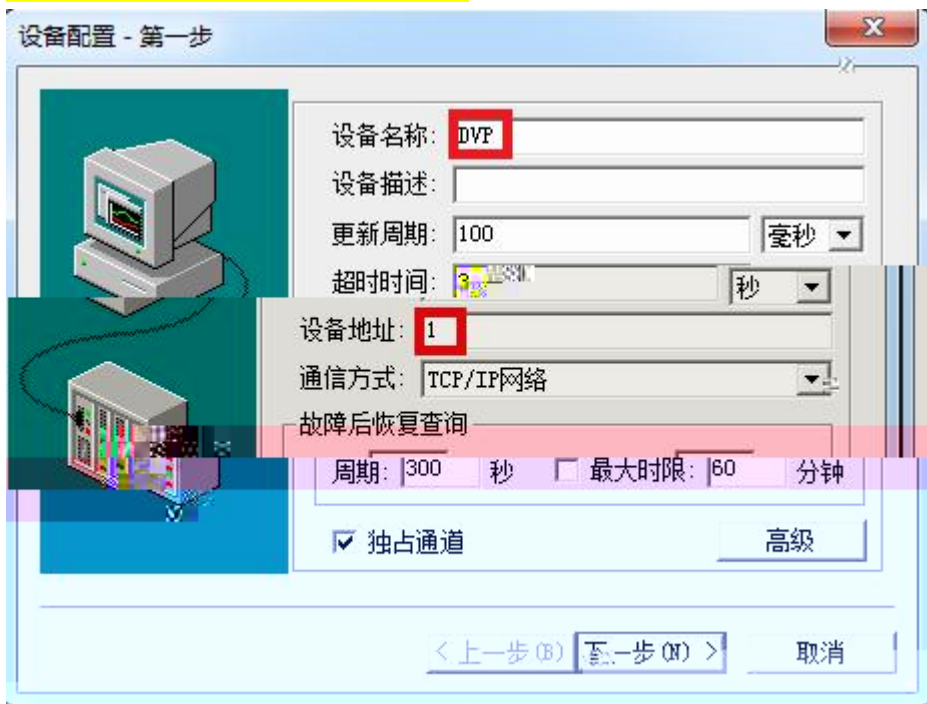 设备配置 - 第一步
设备名称: DVP
设备描述:
更新周期: 100 毫秒
超时时间: 3 秒
设备地址: 1
通信方式: TCP/IP网络
故障后恢复查询
周期: 300 秒 最大时限: 60 分钟
独占通道 高级
<上一步(B) 下一步(N) > 取消